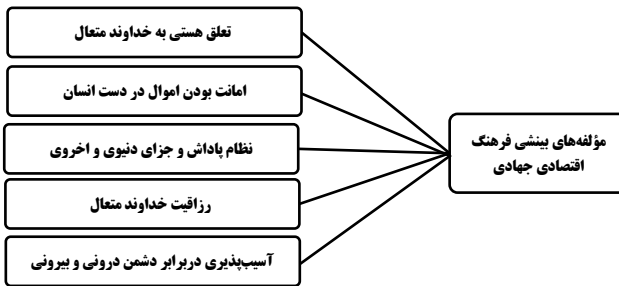 مؤلفه‌های بینشی فرهنگ
اقتصادی جهادی
تعلق هستی به خداوند متعال
امانت بودن اموال در دست انسان
نظام پاداش و جزای دنیوی و اخروی
رزاقیت خداوند متعال
آسیب‌پذیری دربرابر دشمن درونی و بیرونی